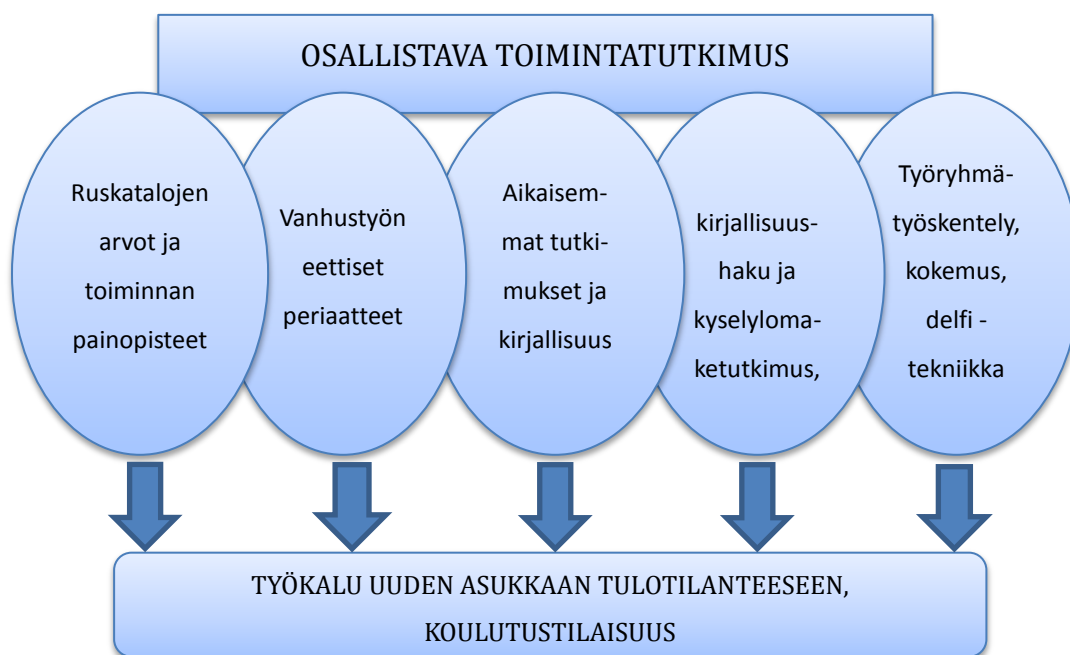 OSALLISTAVA TOIMINTATUTKIMUS
Ruskatalojen
arvot ja
toiminnan
painopisteet
Vanhustyön
eettiset
periaatteet
Aikaisem-
mat tutki-
mukset ja
kirjallisuus
kirjallisuus-
haku ja
kyselyloma-
ketutkimus,
Työryhmä-
työskentely,
kokemus,
delfi -
tekniikka
TYÖKALU UUDEN ASUKKAAN TULOTILANTEESEEN,
KOULUTUSTILAISUUS